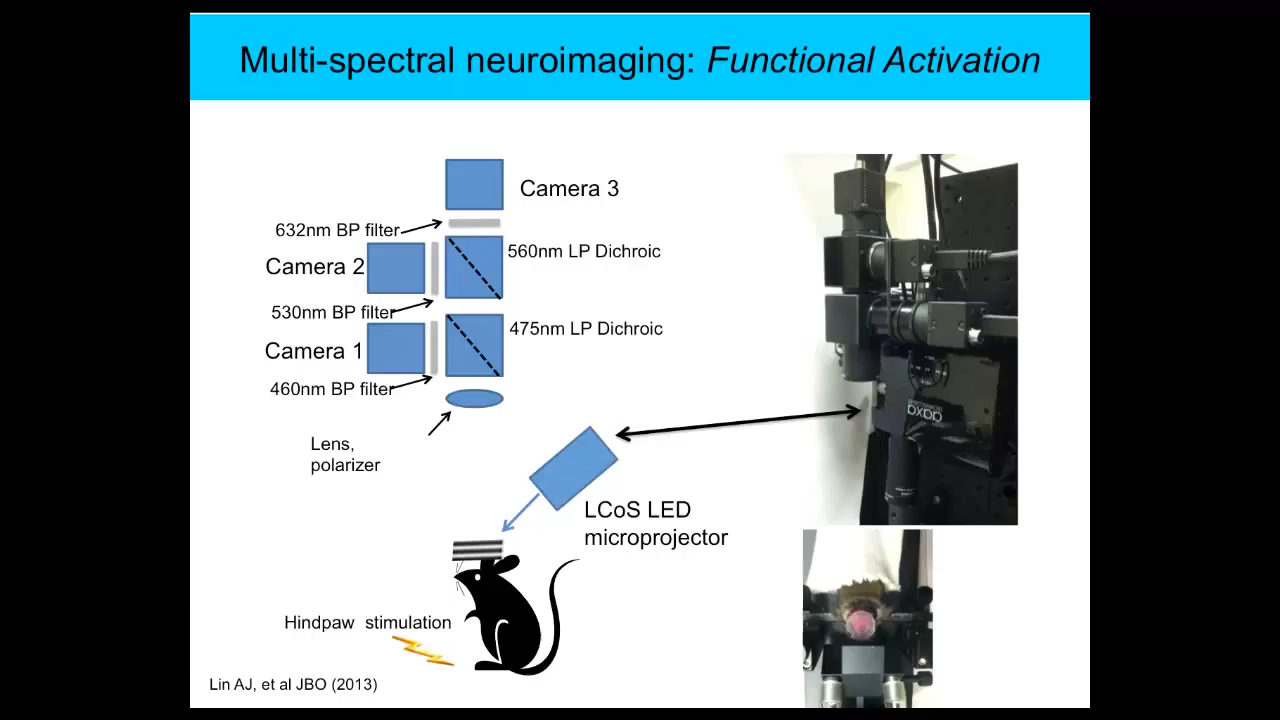 Multi-spectral neuroimaging: Functional Activation
Camera 3
632nm BP filter
560nm LP Dichroic
Camera 2
530nm BP filter
475nm LP Dichroic
Camera 1
460nm BP filter
Lens,
polarizer
LCoS LED
microprojector
Hindpaw stimulation
Lin AJ, et al JBO (2013)
aaxa